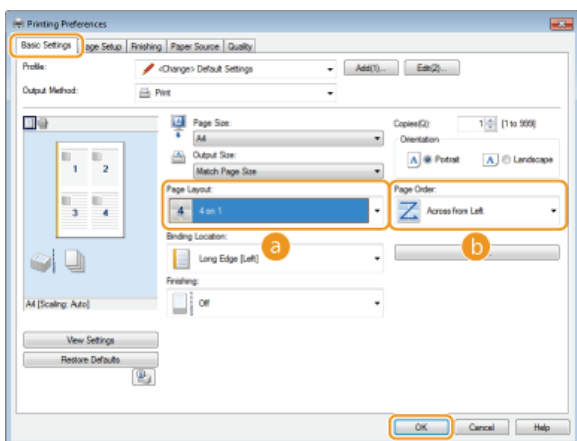 Printing Preferences
Basic Settings Page Setup Finishing Paper Source Quality
Profile: <Change> Default Settings Add(1)... Edit(2)...
Output Method: Print
Page Size: Copies(Q): 1 [1 to 999]
A4 Orientation
Output Size: A Portrait A Landscape
Match Page Size
Page Layout: Page Order:
4 4 on 1 Across from Left
1 2
3 4
a b
Binding Location:
Long Edge [Left]
Finishing:
Off
A4 [Scaling: Auto]
View Settings
Restore Defaults
OK Cancel Help